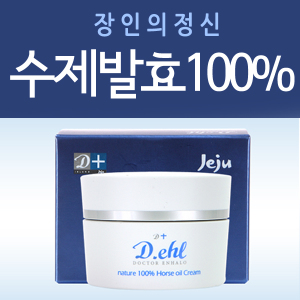 장인의정신
수제발효100%
D+
Jeju
D+
D.ehl
DOCTOR ENHALO
nature 100% Horse oil Cream